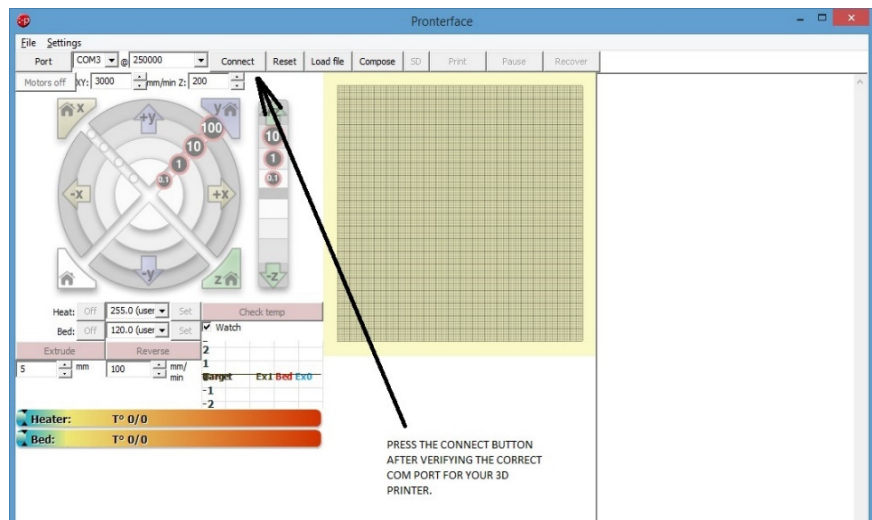 Pronterface
File Settings
Port COM3 @ 250000 Connect Reset Load file Compose SD Print Pause Recover
Motors off XY: 3000 mm/min Z: 200
X +y y
100
10
1
0.1
10
1
0.1
-X +X
-y z -Z
Heat: Off 255.0 (user Set Check temp
Bed: Off 120.0 (user Set Watch
Extrude Reverse
5 mm 100 mm/
min
2
1
Target Ex1 Bed Ex0
-1
-2
Heater: T° 0/0
Bed: T° 0/0
PRESS THE CONNECT BUTTON
AFTER VERIFYING THE CORRECT
COM PORT FOR YOUR 3D
PRINTER.